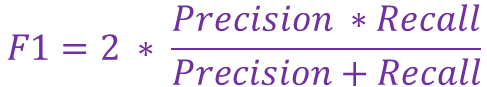 F1 = 2 * Precision * Recall / Precision + Recall